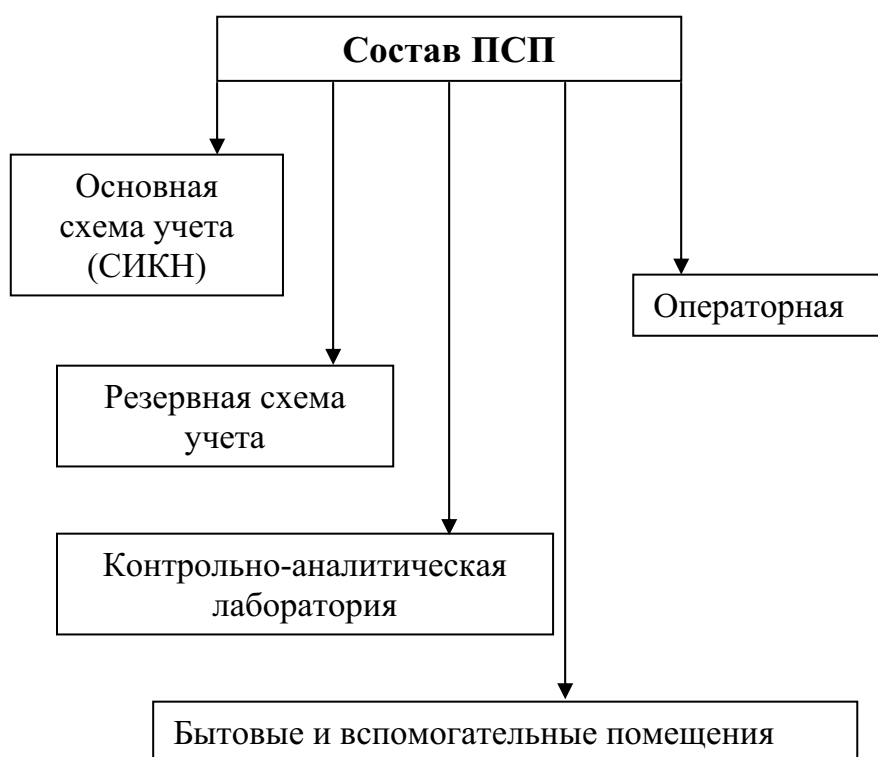 Состав ПСП
Основная
схема учета
(СИКН)
Операторная
Резервная схема
учета
Контрольно-аналитическая
лаборатория
Бытовые и вспомогательные помещения